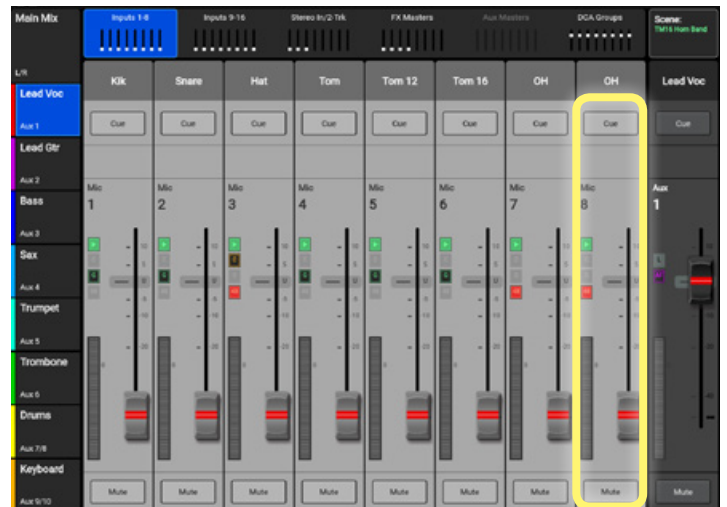 Main Mix
Inputs 1-8
Inputs 9-16
Stereo In/2-Trk
FX Masters
Aux Masters
DCA Groups
Scene:
TM16 Horn Band
L/R
Kik
Snare
Hat
Tom
Tom 12
Tom 16
OH
OH
Lead Voc
Lead Voc
Aux 1
Cue
Cue
Cue
Cue
Cue
Cue
Cue
Cue
Cue
Lead Gtr
Aux 2
Mic
Mic
Mic
Mic
Mic
Mic
Mic
Mic
Aux
1
2
3
4
5
6
7
8
1
Bass
Aux 3
Sax
Aux 4
Trumpet
Aux 5
Trombone
Aux 6
Drums
Aux 7/8
Keyboard
Aux 9/10
Mute
Mute
Mute
Mute
Mute
Mute
Mute
Mute
Mute